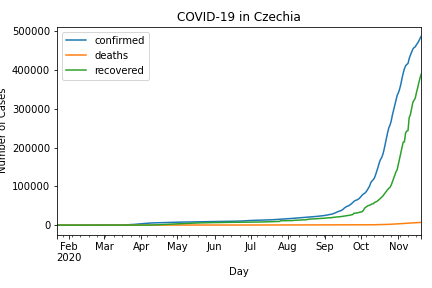 COVID-19 in Czechia
confirmed
deaths
recovered
500000
400000
300000
200000
100000
0
Number of Cases
Feb Mar Apr May Jun Jul Aug Sep Oct Nov
2020
Day